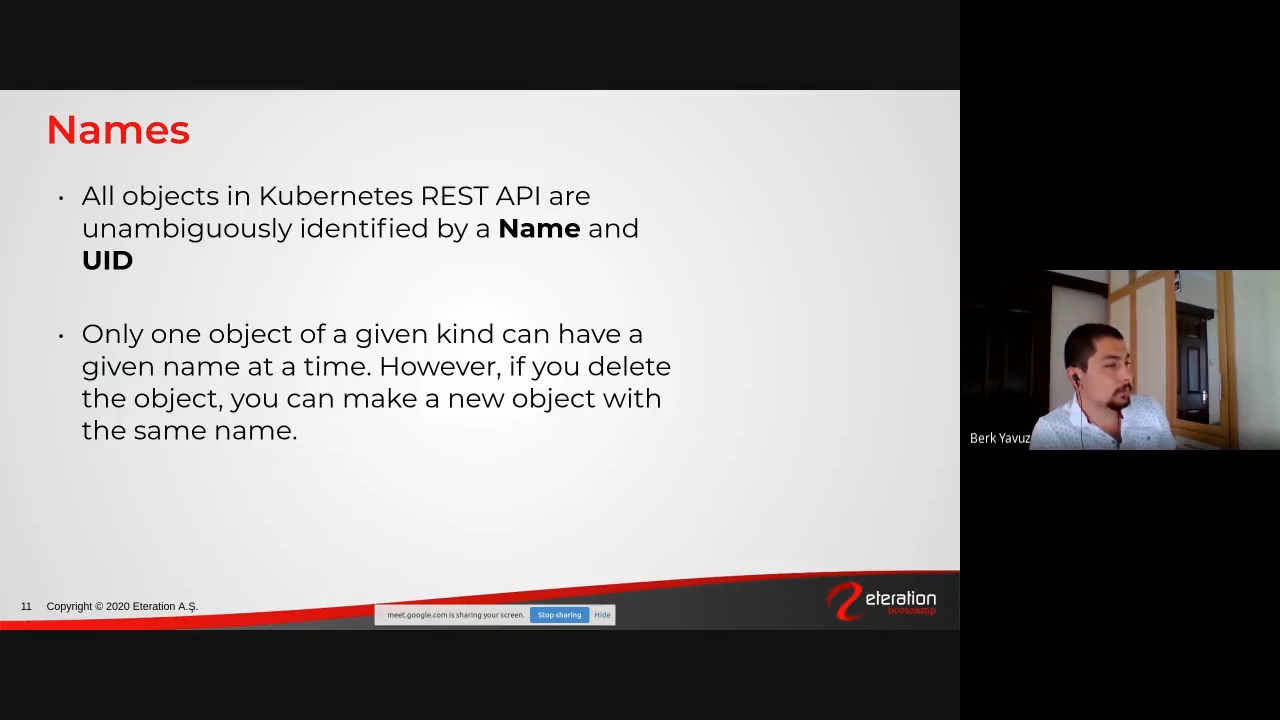 Names
• All objects in Kubernetes REST API are
unambiguously identified by a Name and
UID
• Only one object of a given kind can have a
given name at a time. However, if you delete
the object, you can make a new object with
the same name.
11 Copyright © 2020 Eteration A.Ş.
meet.google.com is sharing your screen. Stop sharing Hide
eteration
bootcamp
Berk Yavuz